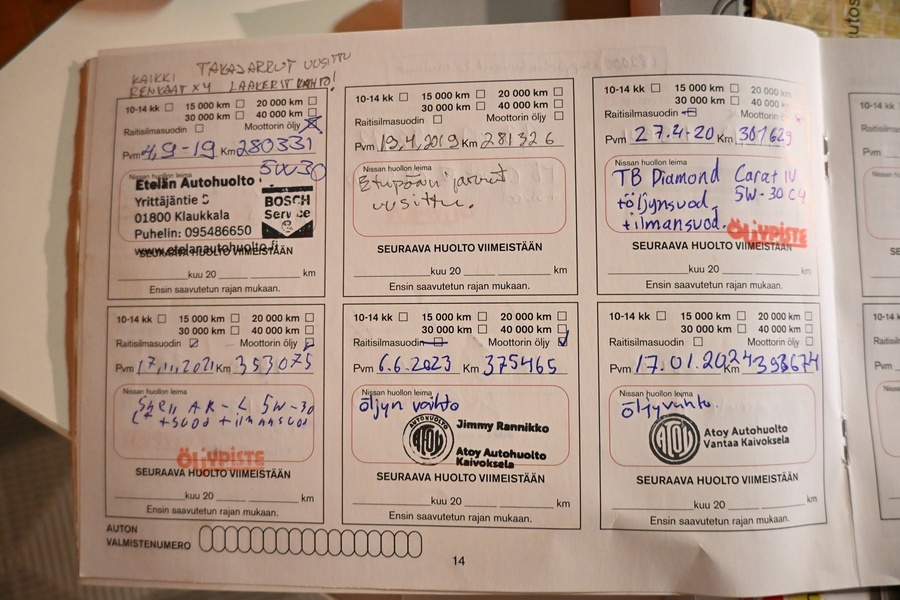 TAKAJARRUT UUSITTU
KAIKKI
RENKAAT x4 LAAKERIT VAIHTO!
10-14 kk 15 000 km 20 000 km
30 000 km 40 000 km
Raitisilmasuodin Moottorin öljy
Pvm 4,9-19 Km 280331
Nissan huollon leima 5W30
Etelän Autohuolto
Yrittäjäntie
01800 Klaukkala
Puhelin: 095486650
www.etelanautohuolto.fi
BOSCH
Service
SEURAAVA HUOLTO VIIMEISTÄÄN
kuu 20 km
Ensin saavutetun rajan mukaan.
10-14 kk 15 000 km 20 000 km
30 000 km 40 000 km
Raitisilmasuodin Moottorin öljy
Pvm 19,4,2019 Km 281326
Nissan huollon leima
Etupään jarrut
uusittu.
SEURAAVA HUOLTO VIIMEISTÄÄN
kuu 20 km
Ensin saavutetun rajan mukaan.
10-14 kk 15 000 km 20 000 km
30 000 km 40 000 km
Raitisilmasuodin Moottorin
Pvm 27.4-20 Km 301629
Nissan huollon leima
TB Diamond Carat IV
töljynsuod. 5W-30 C4
+ilmansuod.
ÖLJYPISTE
SEURAAVA HUOLTO VIIMEISTÄÄN
kuu 20 km
Ensin saavutetun rajan mukaan.
10-14 kk 15 000 km 20 000 km
30 000 km 40 000 km
Raitisilmasuodin Moottorin öljy
Pvm 17,11,2021 Km 353075
Nissan huollon leima
Shell AR-L 5W-30
+suod +ilmansuod
ÖLJYPISTE
SEURAAVA HUOLTO VIIMEISTÄÄN
kuu 20 km
Ensin saavutetun rajan mukaan.
10-14 kk 15 000 km 20 000 km
30 000 km 40 000 km
Raitisilmasuodin Moottorin öljy
Pvm 6.6.2023 Km 375465
Nissan huollon leima
öljyn vaihto
AUTOHUOLTO
ATOY
Jimmy Rannikko
Atoy Autohuolto
Kaivoksela
SEURAAVA HUOLTO VIIMEISTÄÄN
kuu 20 km
Ensin saavutetun rajan mukaan.
10-14 kk 15 000 km 20 000 km
30 000 km 40 000 km
Raitisilmasuodin Moottorin öljy
Pvm 17.01.2024 Km 393674
Nissan huollon leima
öljyvaihto.
ATOY
Atoy Autohuolto
Vantaa Kaivoksela
SEURAAVA HUOLTO VIIMEISTÄÄN
kuu 20 km
Ensin saavutetun rajan mukaan.
AUTON
VALMISTENUMERO
14